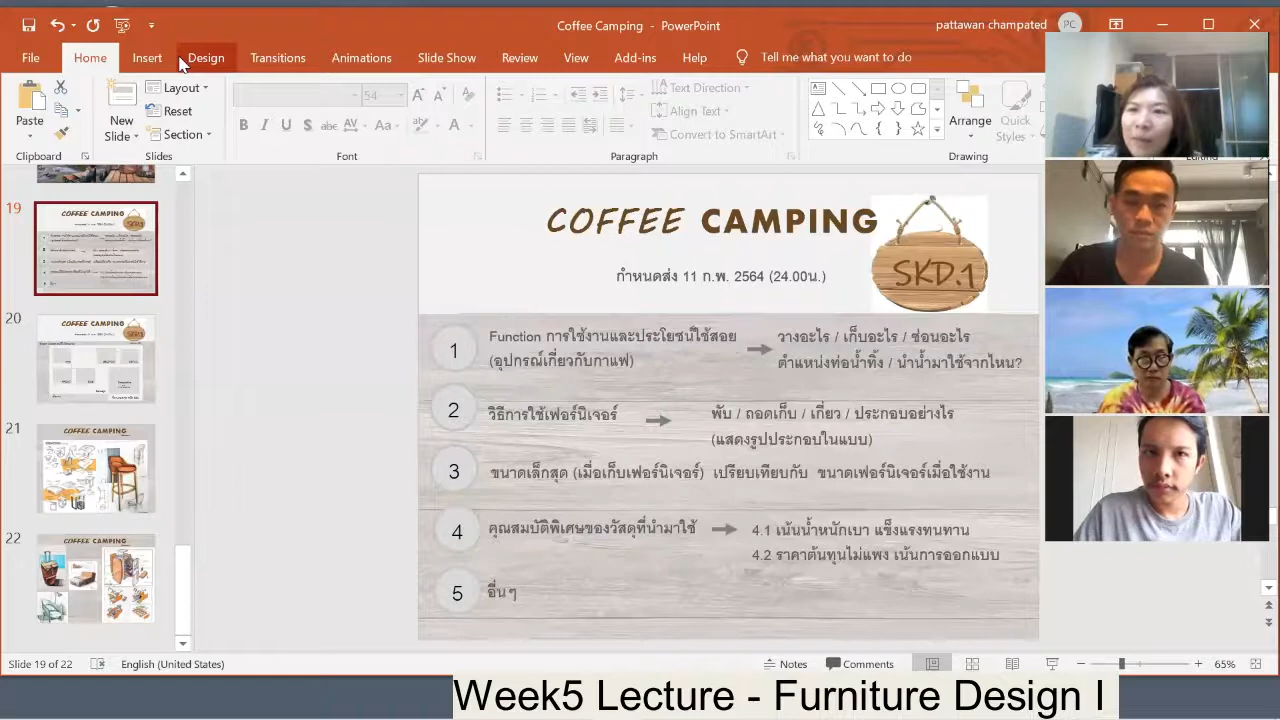 Coffee Camping - PowerPoint
pattawan champated
PC
File
Home
Insert
Design
Transitions
Animations
Slide Show
Review
View
Add-ins
Help
Tell me what you want to do
Paste
New
Slide
Layout
Reset
Section
54
Text Direction
Align Text
Convert to SmartArt
Arrange
Quick
Styles
Clipboard
Slides
Font
Paragraph
Drawing
19
COFFEE CAMPING
20
COFFEE CAMPING
21
COFFEE CAMPING
22
COFFEE CAMPING
COFFEE CAMPING
SKD.1
กำหนดส่ง 11 ก.พ. 2564 (24.00น.)
1 Function การใช้งานและประโยชน์ใช้สอย
(อุปกรณ์เกี่ยวกับกาแฟ)
วางอะไร / เก็บอะไร / ซ่อนอะไร
ตำแหน่งท่อน้ำทิ้ง / นำน้ำมาใช้จากไหน?
2 วิธีการใช้เฟอร์นิเจอร์
พับ / ถอดเก็บ / เกี่ยว / ประกอบอย่างไร
(แสดงรูปประกอบในแบบ)
3 ขนาดเล็กสุด (เมื่อเก็บเฟอร์นิเจอร์) เปรียบเทียบกับ ขนาดเฟอร์นิเจอร์เมื่อใช้งาน
4 คุณสมบัติพิเศษของวัสดุที่นำมาใช้
4.1 เน้นน้ำหนักเบา แข็งแรงทนทาน
4.2 ราคาต้นทุนไม่แพง เน้นการออกแบบ
5 อื่นๆ
Slide 19 of 22
English (United States)
Notes
Comments
65%
Week5 Lecture - Furniture Design I